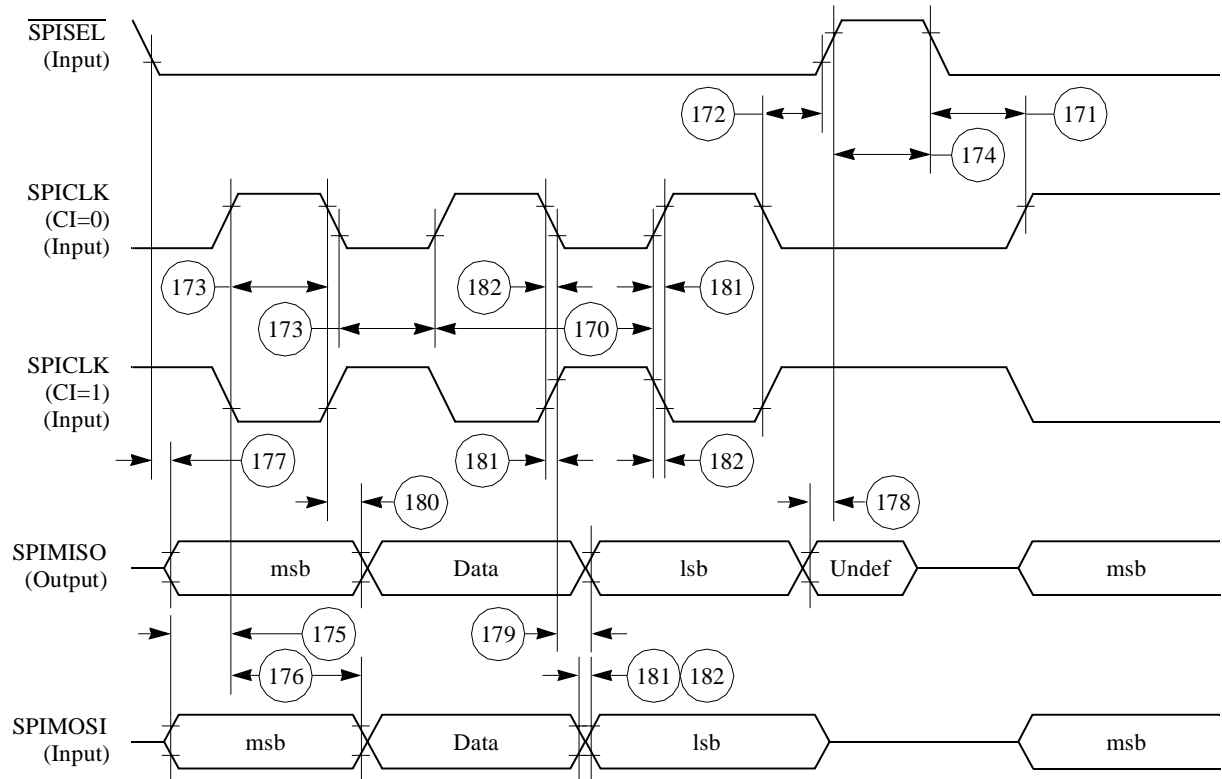 SPISEL
(Input)
172
171
174
SPICLK
(CI=0)
(Input)
173
182
181
173
170
SPICLK
(CI=1)
(Input)
177
181
182
180
178
SPIMISO
(Output)
msb
Data
lsb
Undef
msb
175
179
176
181
182
SPIMOSI
(Input)
msb
Data
lsb
msb